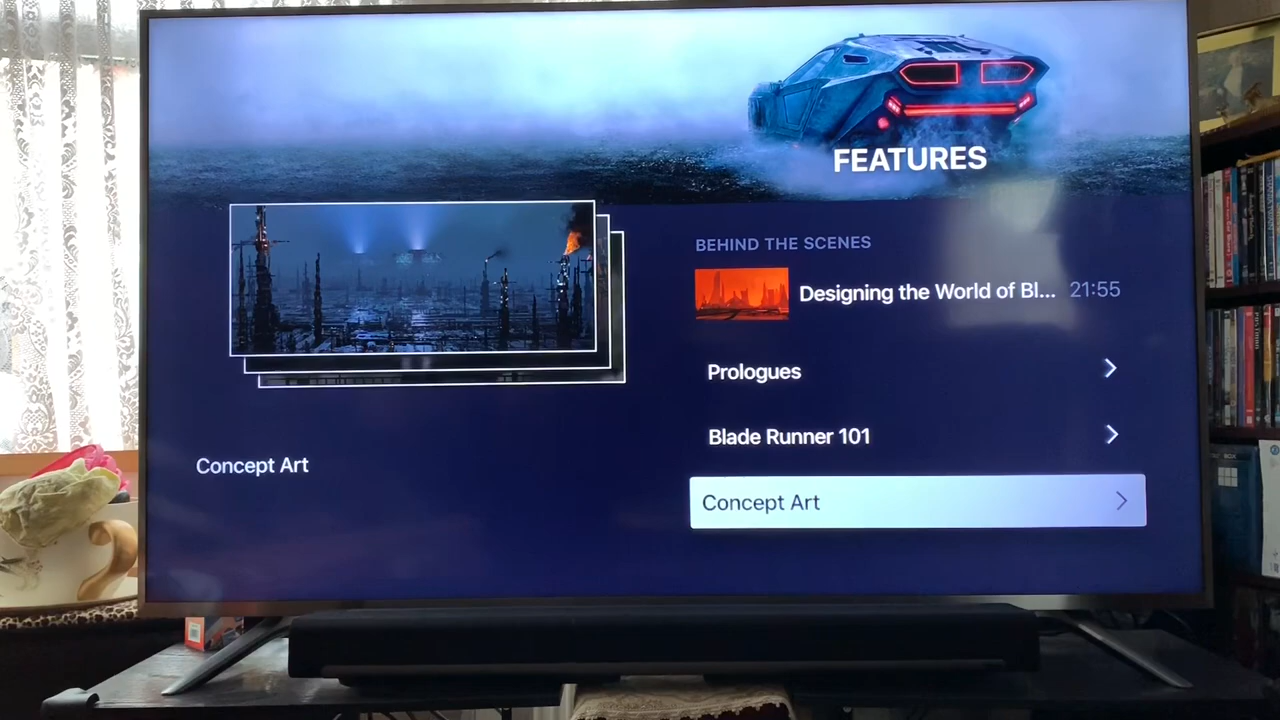 FEATURES
BEHIND THE SCENES
Designing the World of Bl... 21:55
Prologues
Blade Runner 101
Concept Art
Concept Art